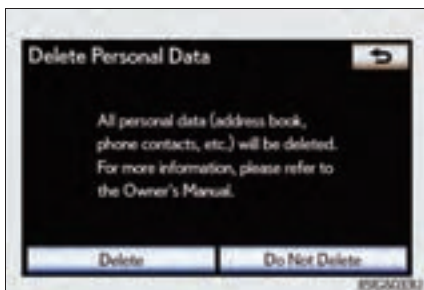 Delete Personal Data
All personal data (address book,
phone contacts, etc.) will be deleted.
For more information, please refer to
the Owner's Manual.
Delete
Do Not Delete